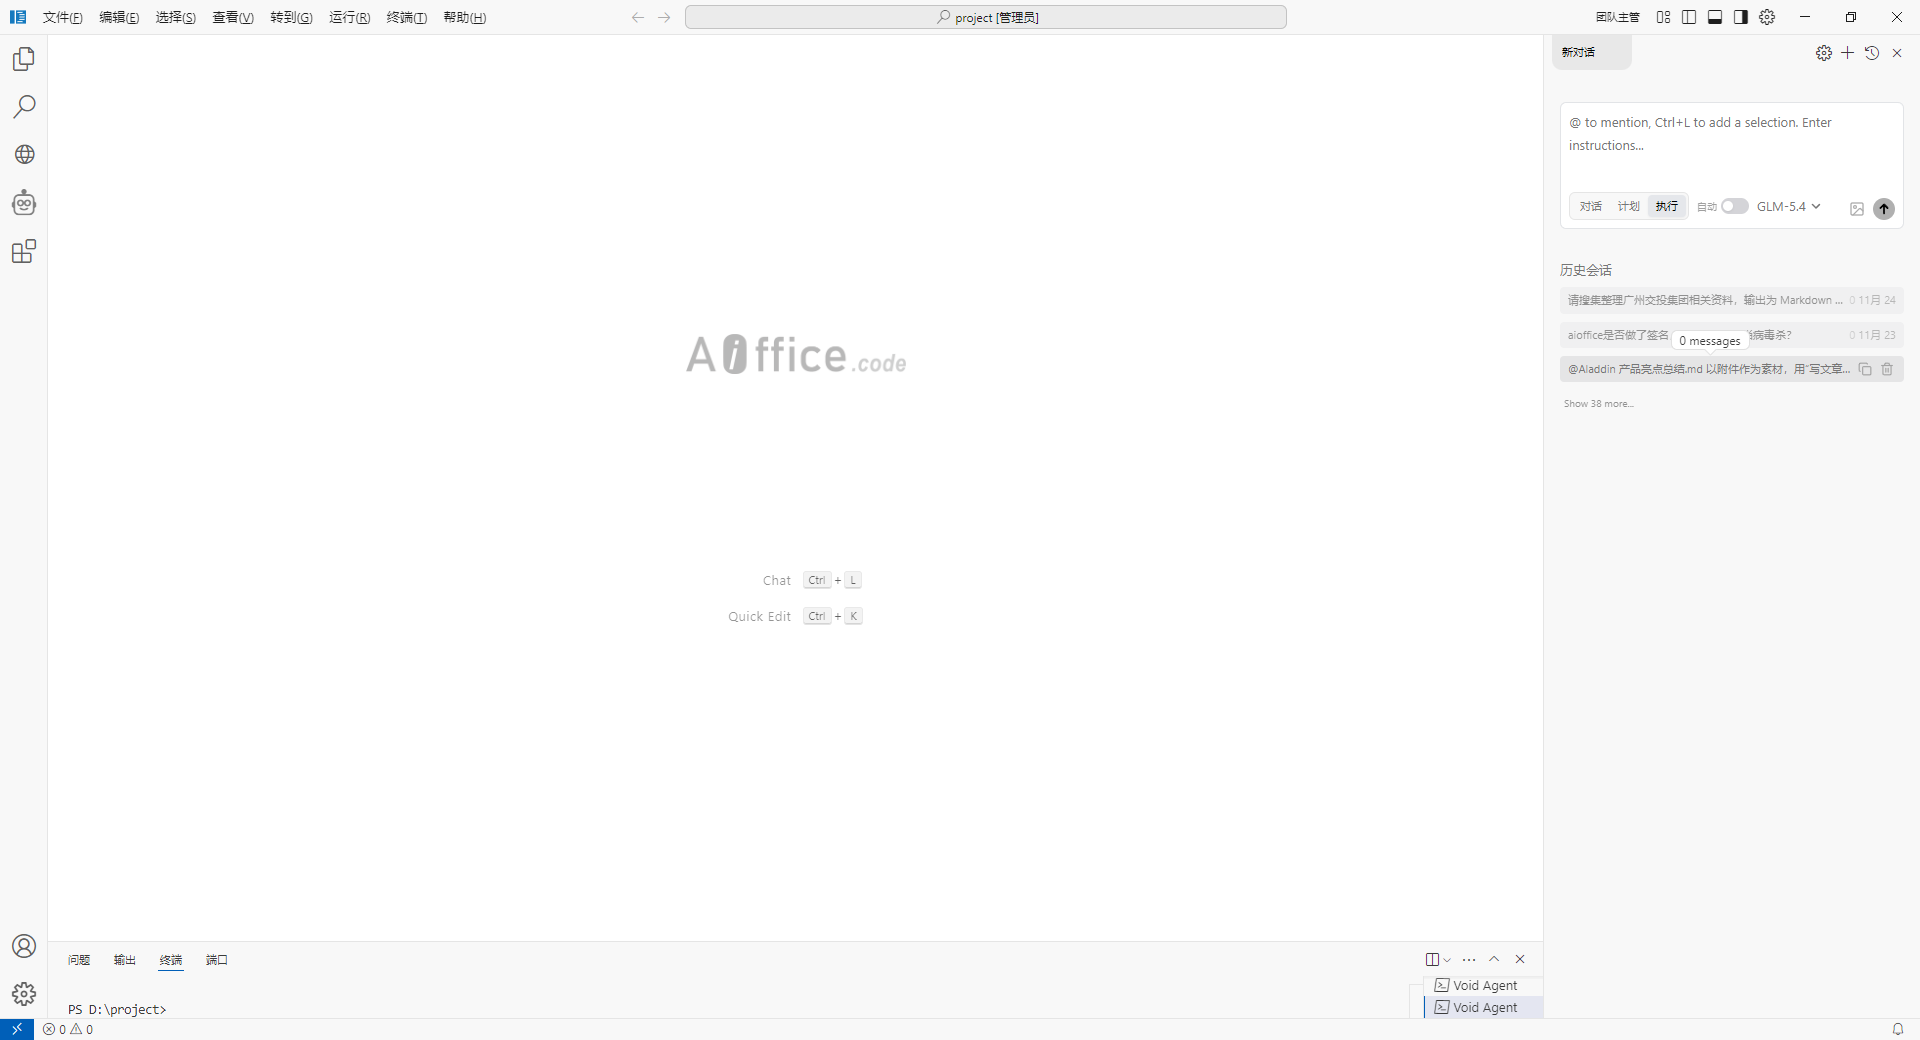 文件(F) 编辑(E) 选择(S) 查看(V) 转到(G) 运行(R) 终端(T) 帮助(H) project [管理员] 团队主管
新对话
@ to mention, Ctrl+L to add a selection. Enter
instructions...
对话 计划 执行 自动 GLM-5.4
历史会话
请搜集整理广州交投集团相关资料，输出为 Markdown ... 0 11月 24
aioffice是否做了签名 病毒杀? 0 11月 23
0 messages
@Aladdin 产品亮点总结.md 以附件作为素材，用"写文章...
Show 38 more...
Aiffice.code
Chat Ctrl + L
Quick Edit Ctrl + K
问题 输出 终端 端口
Void Agent
PS D:\project>
Void Agent
0 0